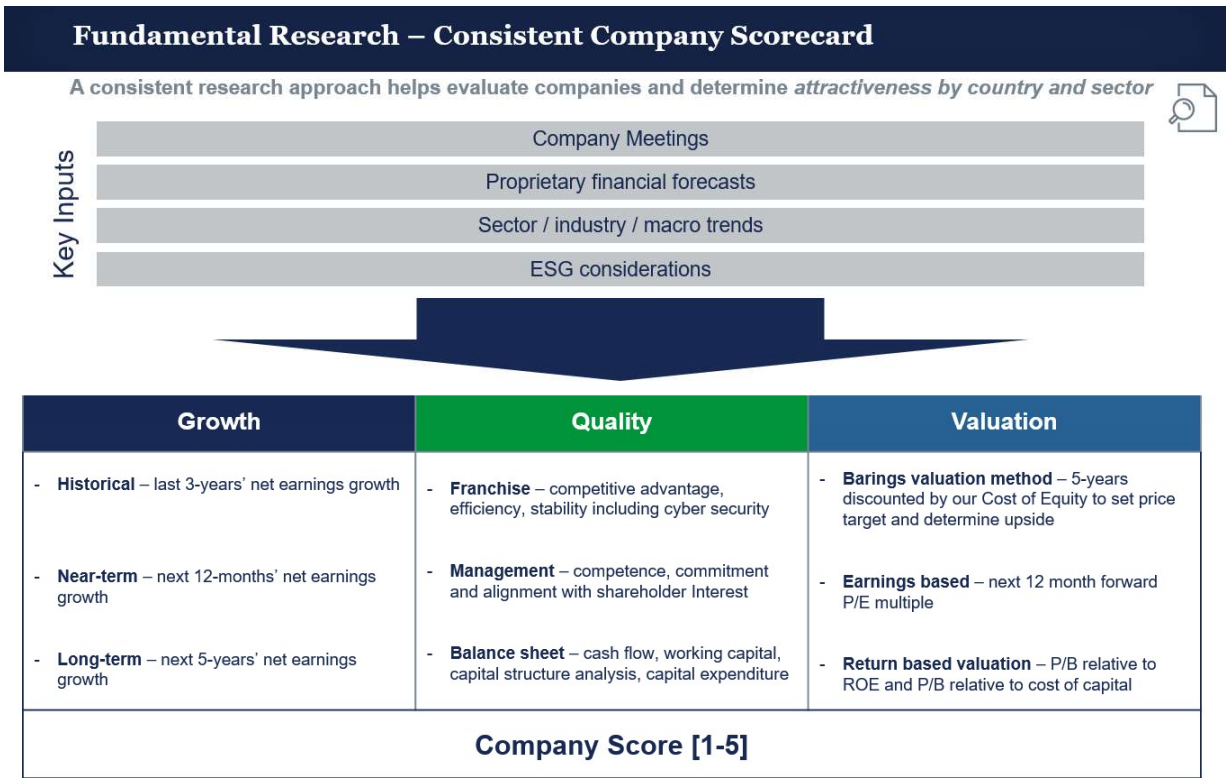 Fundamental Research – Consistent Company Scorecard
A consistent research approach helps evaluate companies and determine attractiveness by country and sector
Key Inputs
Company Meetings
Proprietary financial forecasts
Sector / industry / macro trends
ESG considerations
Growth
- Historical – last 3-years’ net earnings growth
- Near-term – next 12-months’ net earnings
growth
- Long-term – next 5-years’ net earnings
growth
Quality
- Franchise – competitive advantage,
efficiency, stability including cyber security
- Management – competence, commitment
and alignment with shareholder Interest
- Balance sheet – cash flow, working capital,
capital structure analysis, capital expenditure
Valuation
- Barings valuation method – 5-years
discounted by our Cost of Equity to set price
target and determine upside
- Earnings based – next 12 month forward
P/E multiple
- Return based valuation – P/B relative to
ROE and P/B relative to cost of capital
Company Score [1-5]